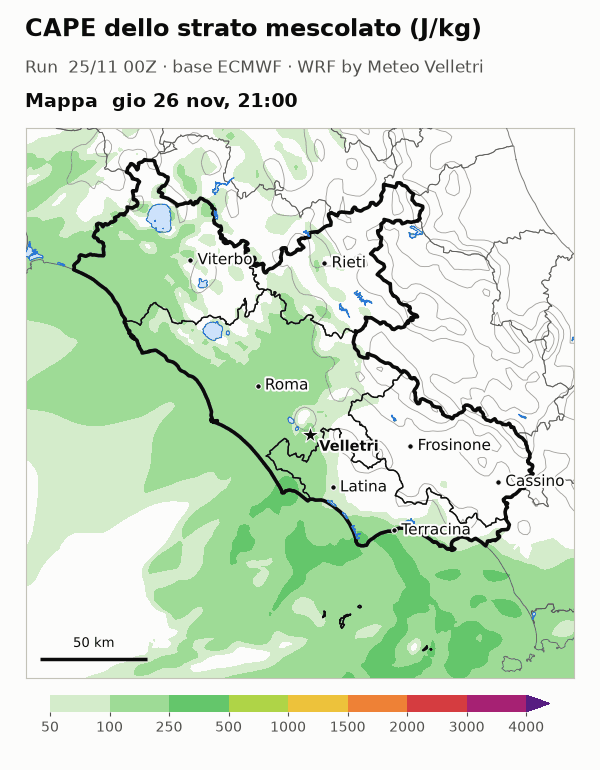 CAPE dello strato mescolato (J/kg)
Run 25/11 00Z · base ECMWF · WRF by Meteo Velletri
Mappa gio 26 nov, 21:00
Viterbo
Rieti
Roma
Velletri
Frosinone
Latina
Cassino
Terracina
50 km
50 100 250 500 1000 1500 2000 3000 4000